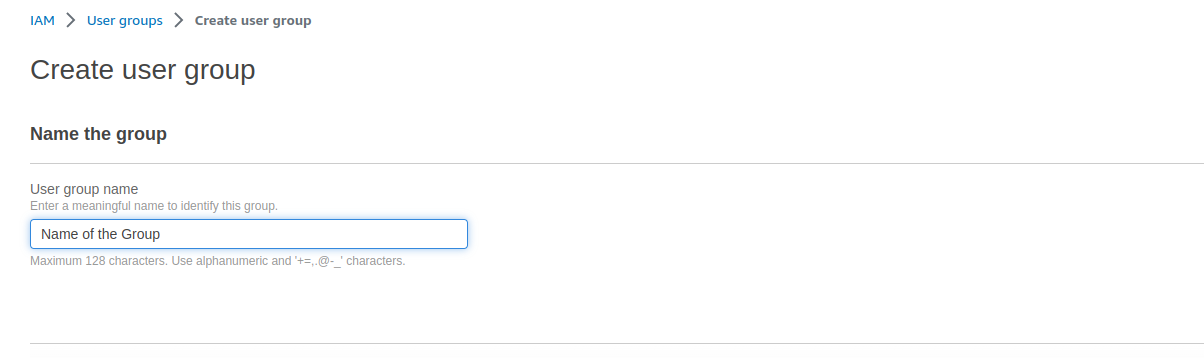 IAM > User groups > Create user group
Create user group
Name the group
User group name
Enter a meaningful name to identify this group.
Name of the Group
Maximum 128 characters. Use alphanumeric and '+=,.@-_' characters.